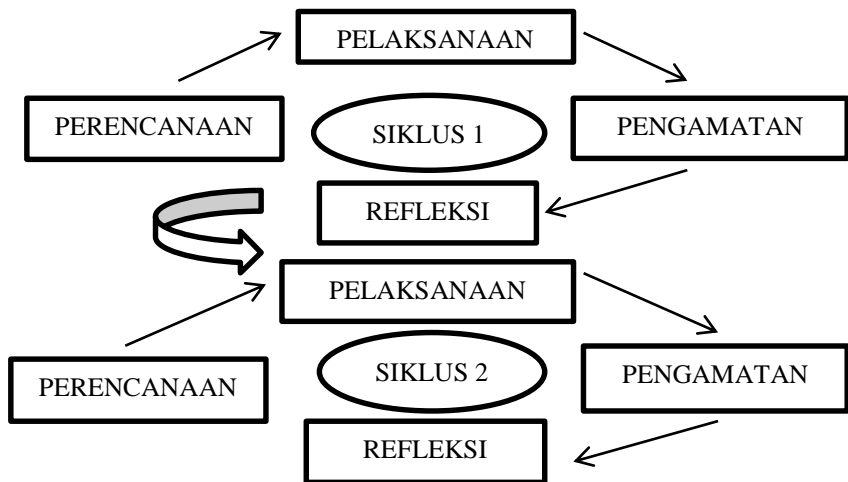 PELAKSANAAN
PERENCANAAN
SIKLUS 1
PENGAMATAN
REFLEKSI
PELAKSANAAN
PERENCANAAN
SIKLUS 2
PENGAMATAN
REFLEKSI